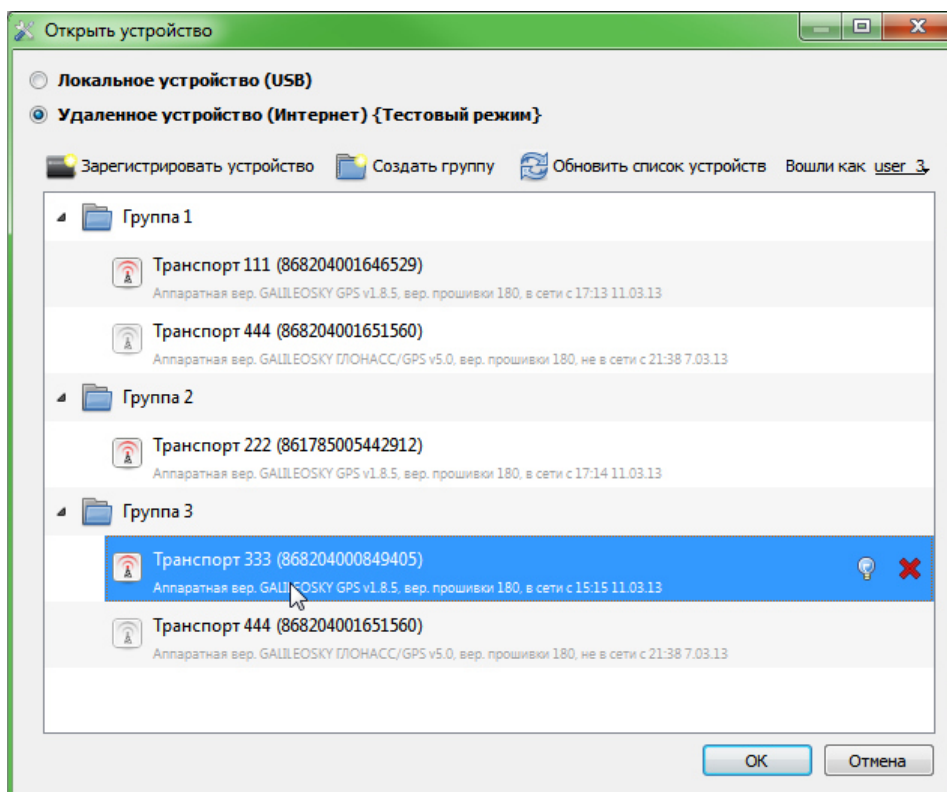 Открыть устройство
Локальное устройство (USB)
Удаленное устройство (Интернет) {Тестовый режим}
Зарегистрировать устройство Создать группу Обновить список устройств Вошли как user_3
Группа 1
Транспорт 111 (868204001646529)
Аппаратная вер. GALILEOSKY GPS v1.8.5, вер. прошивки 180, в сети с 17:13 11.03.13
Транспорт 444 (868204001651560)
Аппаратная вер. GALILEOSKY ГЛОНАСС/GPS v5.0, вер. прошивки 180, не в сети с 21:38 7.03.13
Группа 2
Транспорт 222 (861785005442912)
Аппаратная вер. GALILEOSKY GPS v1.8.5, вер. прошивки 180, в сети с 17:14 11.03.13
Группа 3
Транспорт 333 (868204000849405)
Аппаратная вер. GALILEOSKY GPS v1.8.5, вер. прошивки 180, в сети с 15:15 11.03.13
Транспорт 444 (868204001651560)
Аппаратная вер. GALILEOSKY ГЛОНАСС/GPS v5.0, вер. прошивки 180, не в сети с 21:38 7.03.13
ОК Отмена